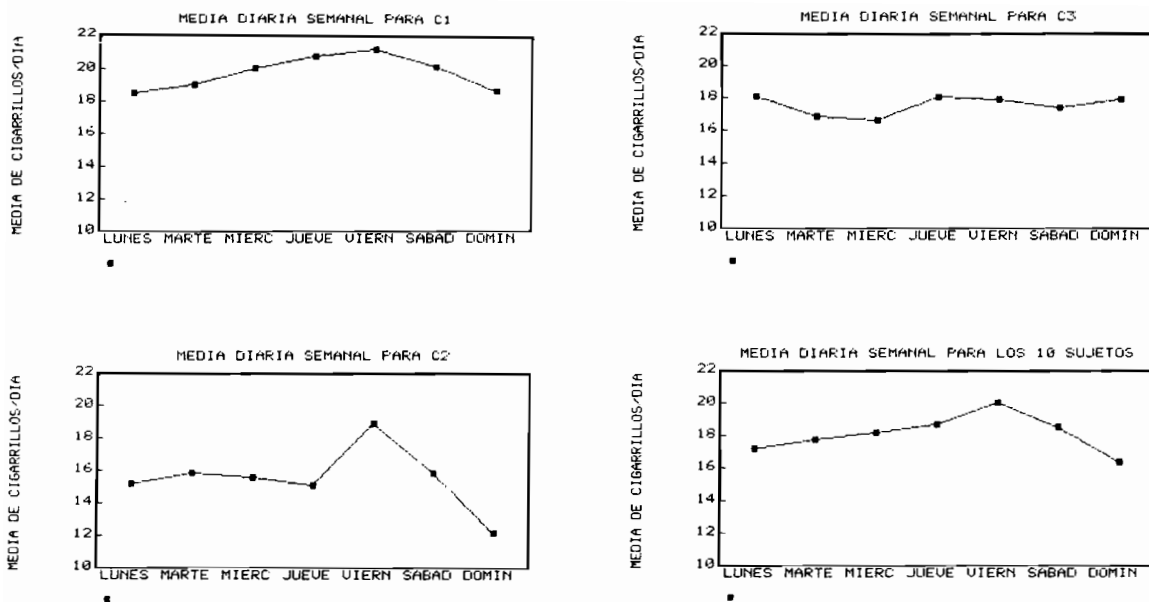 MEDIA DIARIA SEMANAL PARA C1
MEDIA DE CIGARRILLOS/DIA
22
20
18
16
14
12
10
LUNES MARTE MIERC JUEVE VIERN SABAD DOMIN
MEDIA DIARIA SEMANAL PARA C3
MEDIA DE CIGARRILLOS/DIA
22
20
18
16
14
12
10
LUNES MARTE MIERC JUEVE VIERN SABAD DOMIN
MEDIA DIARIA SEMANAL PARA C2
MEDIA DE CIGARRILLOS/DIA
22
20
18
16
14
12
10
LUNES MARTE MIERC JUEVE VIERN SABAD DOMIN
MEDIA DIARIA SEMANAL PARA LOS 10 SUJETOS
MEDIA DE CIGARRILLOS/DIA
22
20
18
16
14
12
10
LUNES MARTE MIERC JUEVE VIERN SABAD DOMIN